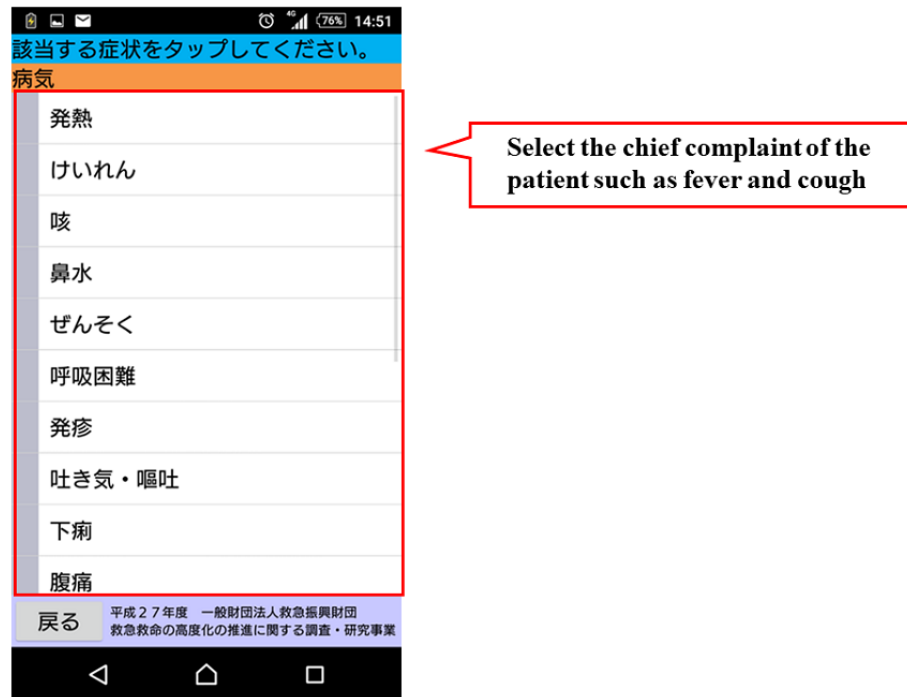 4G 76% 14:51
該当する症状をタップしてください。
病気
発熱
けいれん
咳
鼻水
ぜんそく
呼吸困難
発疹
吐き気・嘔吐
下痢
腹痛
戻る
平成27年度 一般財団法人救急振興財団
救急救命の高度化の推進に関する調査・研究事業
Select the chief complaint of the
patient such as fever and cough